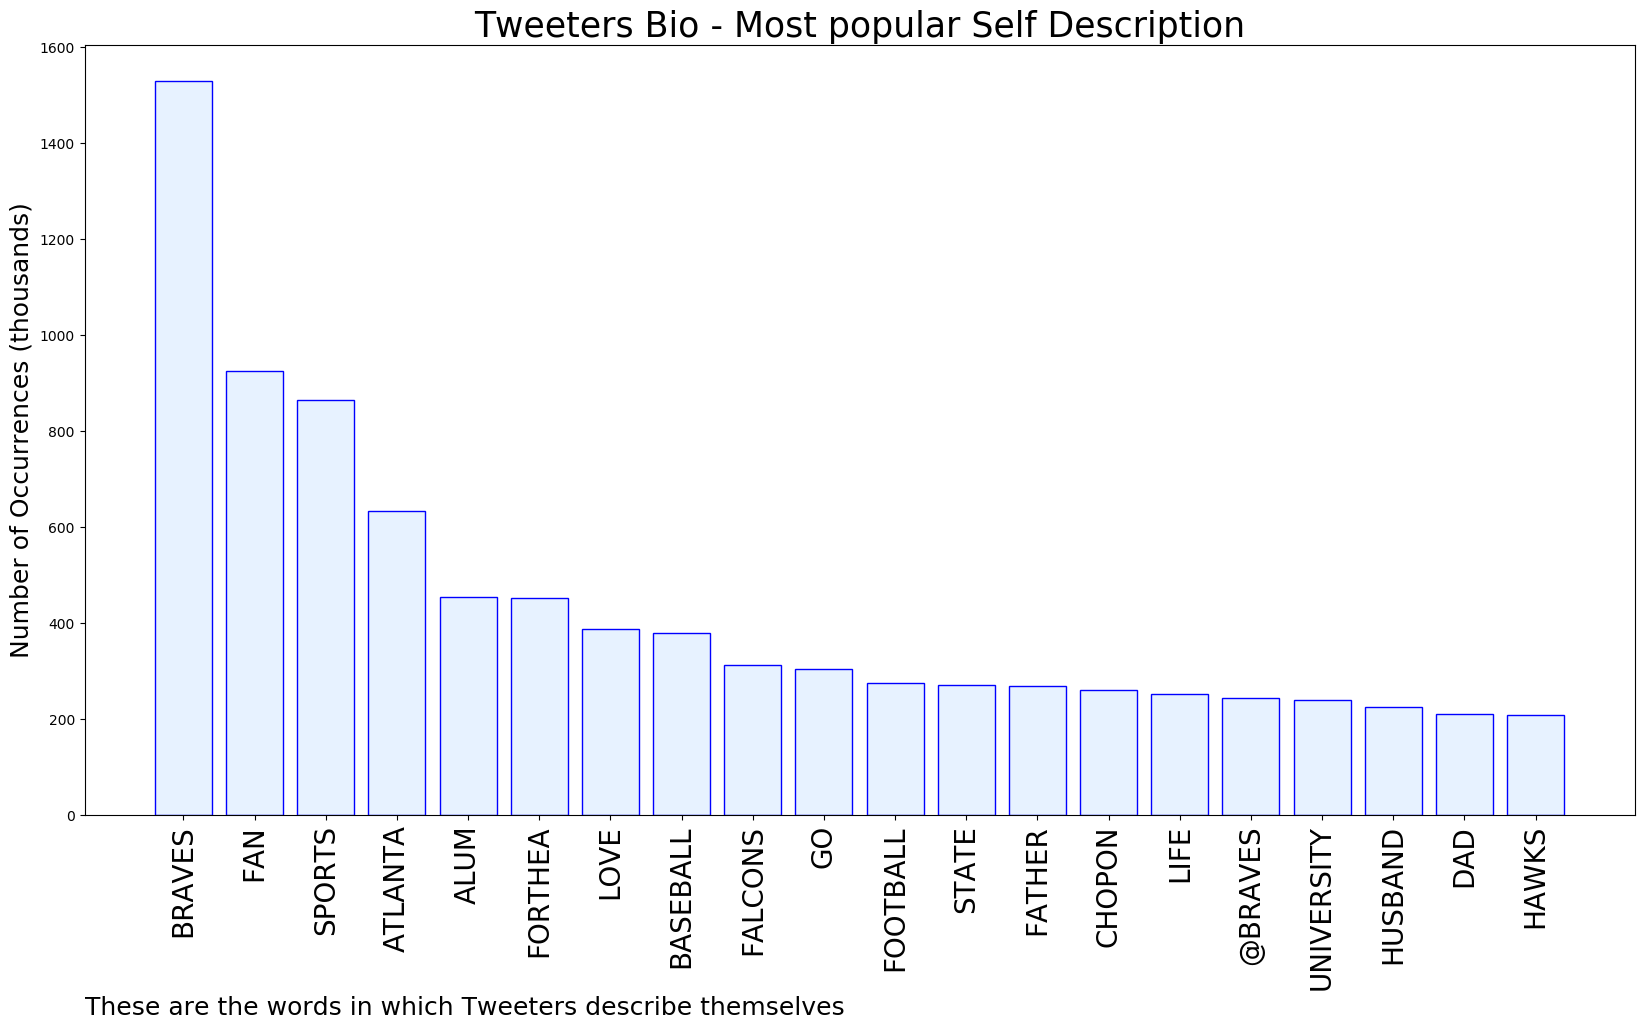 Tweeters Bio - Most popular Self Description
Number of Occurrences (thousands)
1600
1400
1200
1000
800
600
400
200
0
BRAVES
FAN
SPORTS
ATLANTA
ALUM
FORTHEA
LOVE
BASEBALL
FALCONS
GO
FOOTBALL
STATE
FATHER
CHOPON
LIFE
@BRAVES
UNIVERSITY
HUSBAND
DAD
HAWKS
These are the words in which Tweeters describe themselves